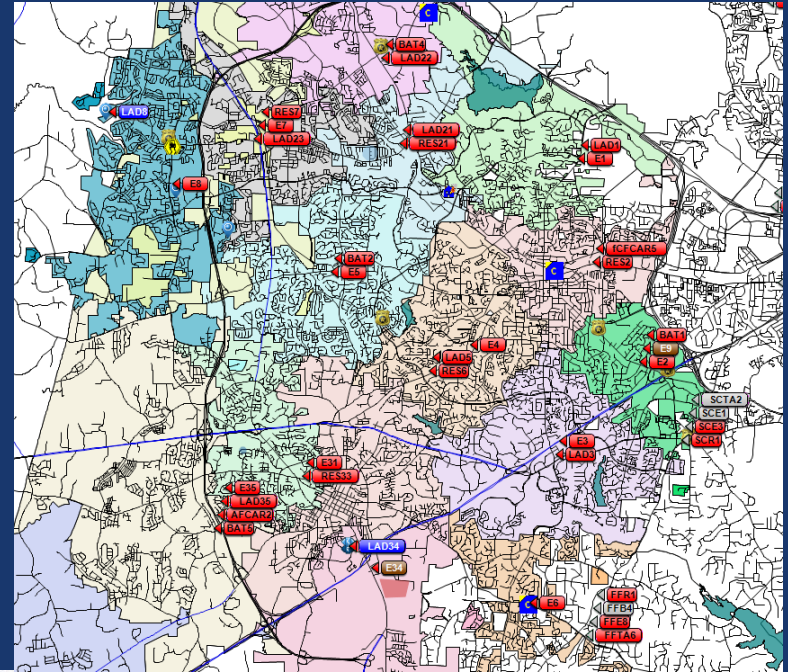 C
BAT4
LAD22
LAD8
RES7
E7
LAD23
LAD21
RES21
LAD1
E1
E8
fCFCAR5
RES2
BAT2
E5
C
BAT1
E9
E2
E4
LAD5
RES6
SCTA2
SCE1
SCE3
SCR1
E3
LAD3
E31
RES33
E35
LAD35
AFCAR2
BAT5
LAD34
E34
C
E6
FFR1
FFB4
FFE8
FFTA6